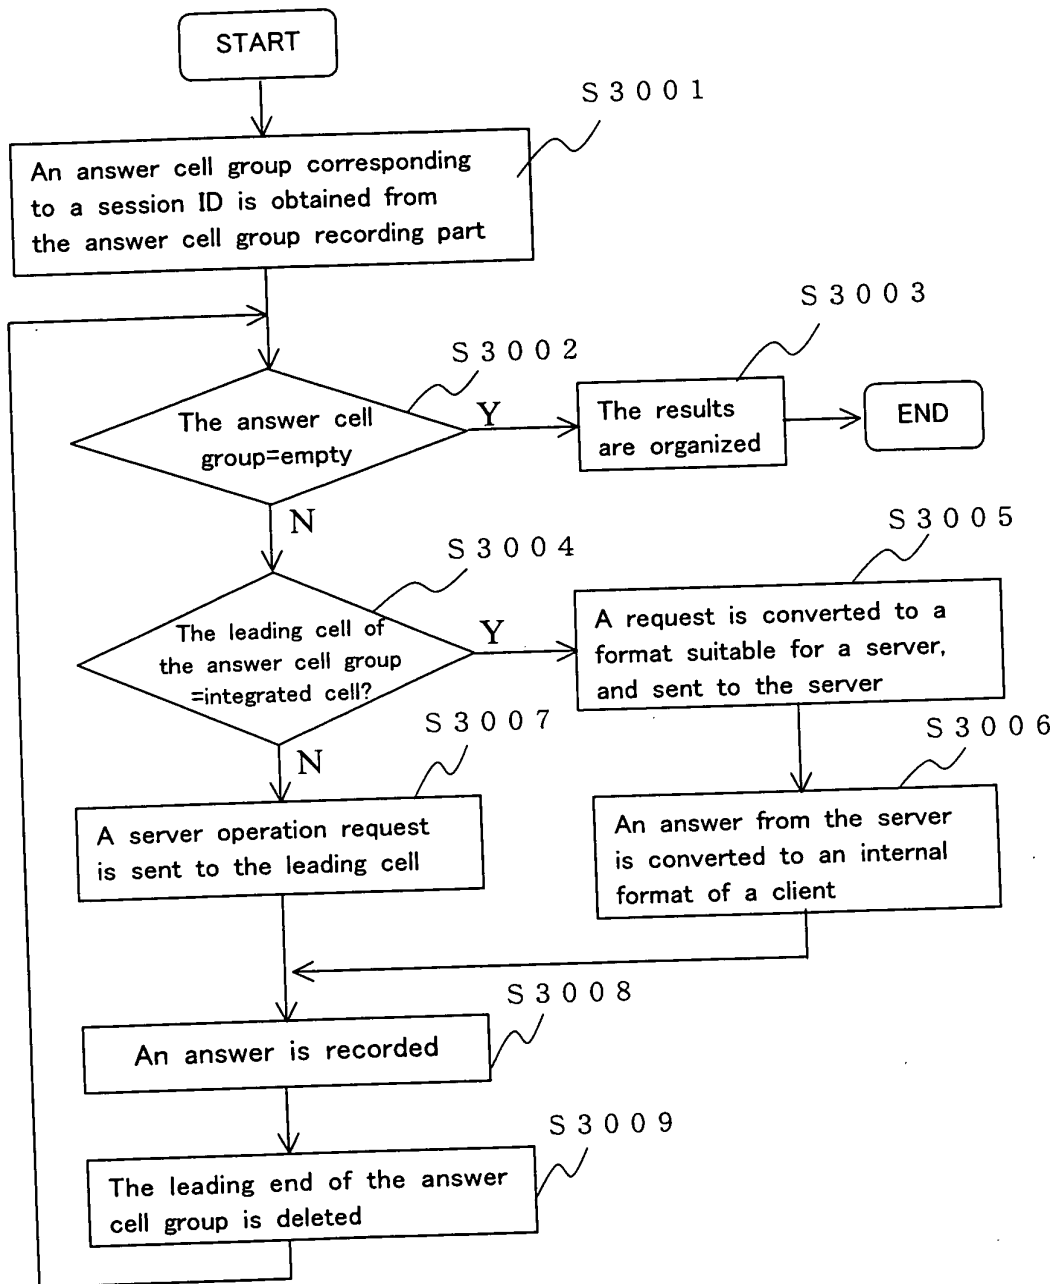 START
S3001
An answer cell group corresponding
to a session ID is obtained from
the answer cell group recording part
S3003
S3002
The answer cell
group=empty
Y
The results
are organized
END
N
S3005
S3004
The leading cell of
the answer cell group
=integrated cell?
Y
A request is converted to a
format suitable for a server,
and sent to the server
S3007
S3006
N
A server operation request
is sent to the leading cell
An answer from the server
is converted to an internal
format of a client
S3008
An answer is recorded
S3009
The leading end of the answer
cell group is deleted